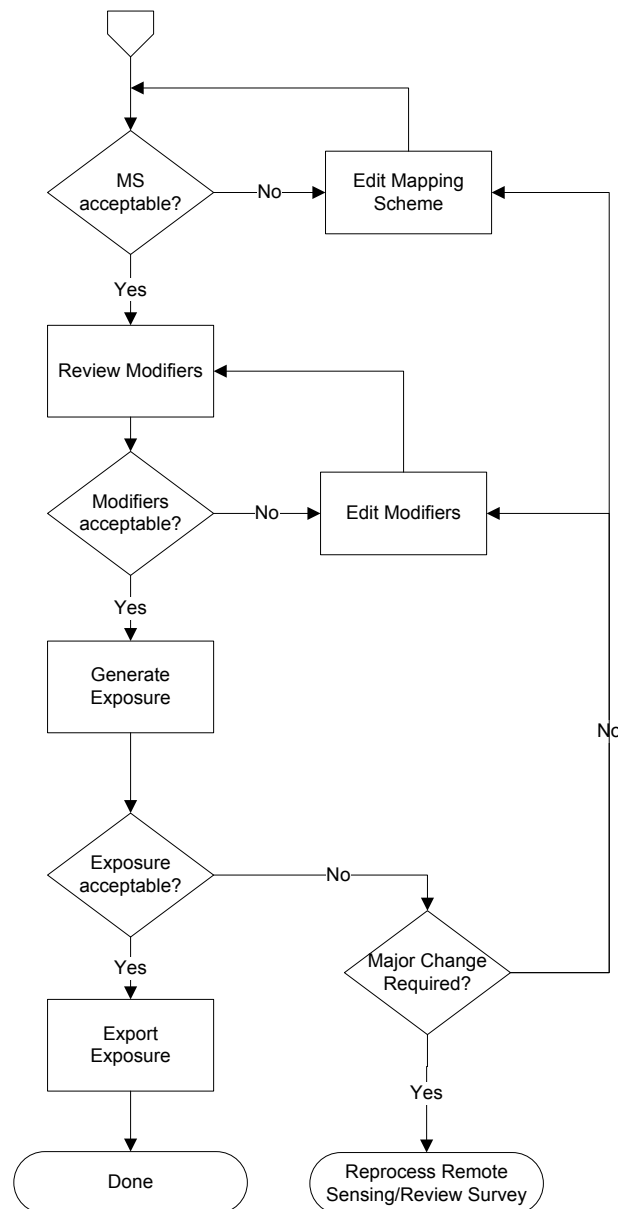 MS
acceptable?
No
Edit Mapping
Scheme
Yes
Review Modifiers
Modifiers
acceptable?
No
Edit Modifiers
Yes
Generate
Exposure
No
Exposure
acceptable?
No
Major Change
Required?
Yes
Export
Exposure
Yes
Done
Reprocess Remote
Sensing/Review Survey